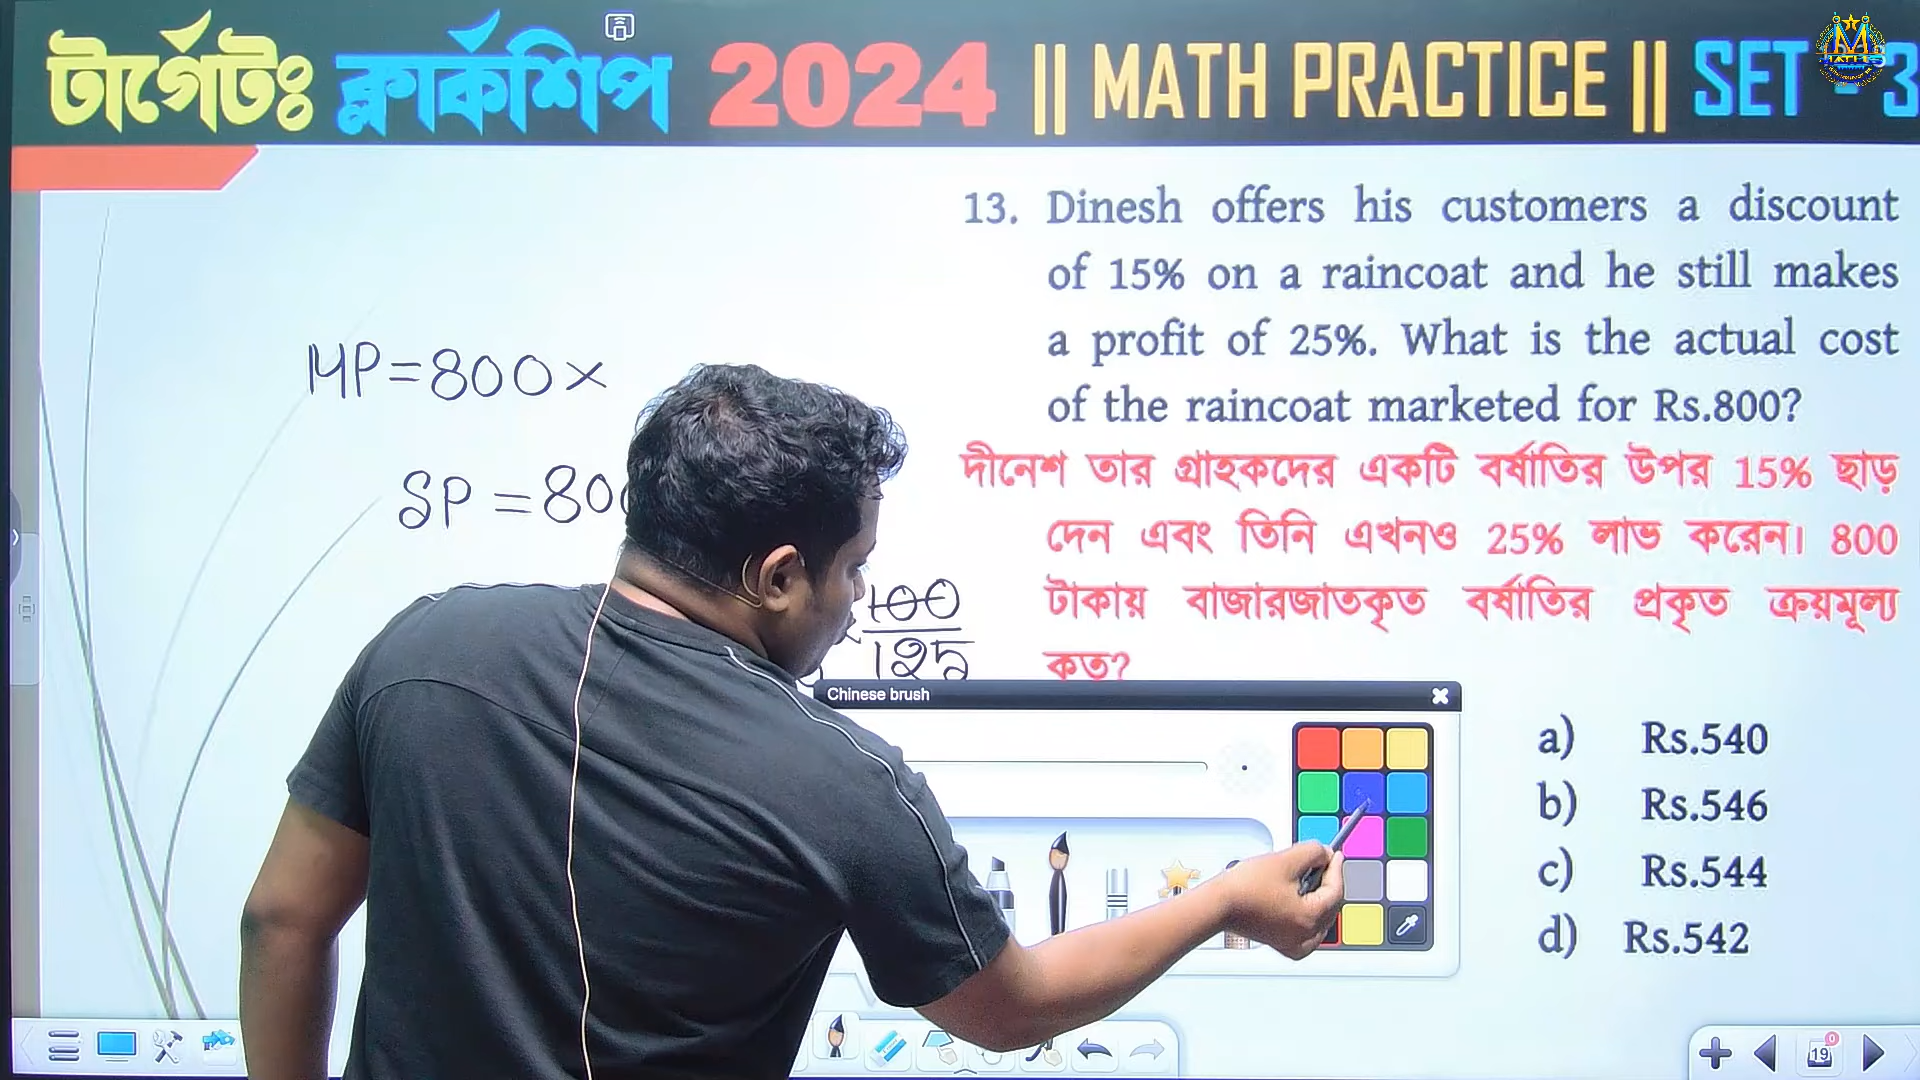 টার্গেটঃ ক্লার্কশিপ 2024 || MATH PRACTICE || SET - 3
13. Dinesh offers his customers a discount
of 15% on a raincoat and he still makes
a profit of 25%. What is the actual cost
of the raincoat marketed for Rs.800?
দীনেশ তার গ্রাহকদের একটি বর্ষাতির উপর 15% ছাড়
দেন এবং তিনি এখনও 25% লাভ করেন। 800
টাকায় বাজারজাতকৃত বর্ষাতির প্রকৃত ক্রয়মূল্য
কত?
MP=800×
SP=80
100
125
Chinese brush
a) Rs.540
b) Rs.546
c) Rs.544
d) Rs.542
19
0